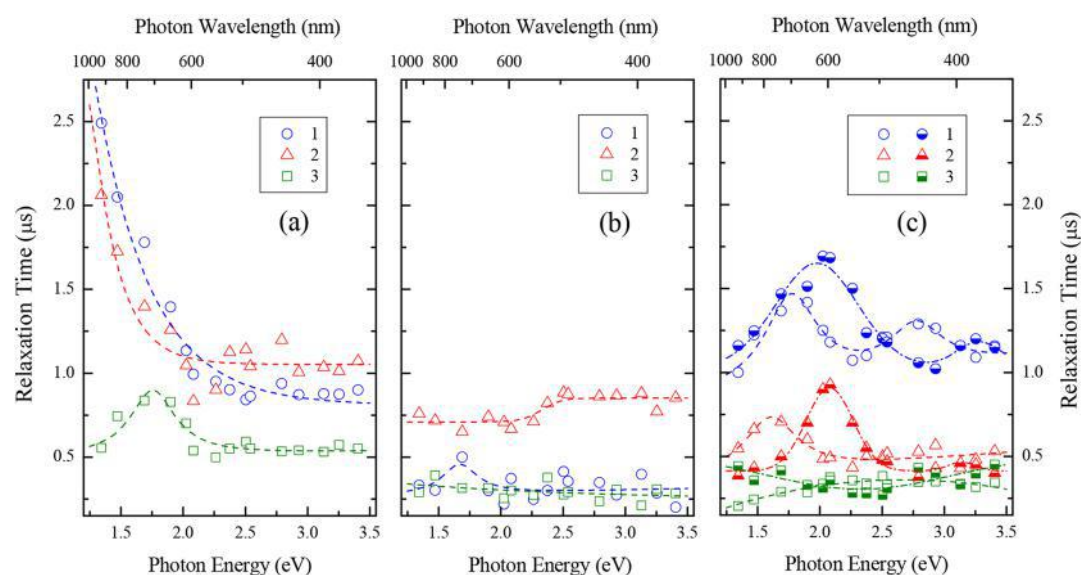 Photon Wavelength (nm)
Photon Wavelength (nm)
Photon Wavelength (nm)
1000 800 600 400
1000 800 600 400
1000 800 600 400
2.5
2.0
1.5
1.0
0.5
Relaxation Time (μs)
1
2
3
(a)
1
2
3
(b)
1
2
3
(c)
2.5
2.0
1.5
1.0
0.5
Relaxation Time (μs)
1.5 2.0 2.5 3.0 3.5
1.5 2.0 2.5 3.0 3.5
1.5 2.0 2.5 3.0 3.5
Photon Energy (eV)
Photon Energy (eV)
Photon Energy (eV)